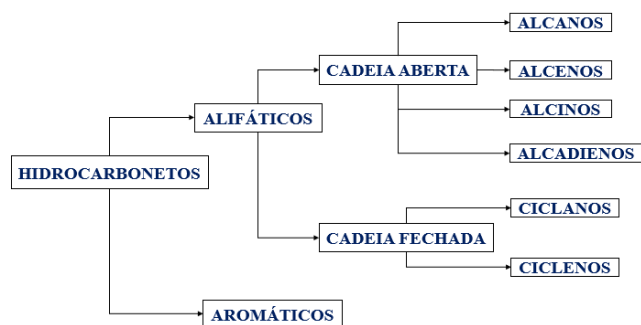 ALCANOS
CADEIA ABERTA
ALCENOS
ALCINOS
ALIFÁTICOS
ALCADIENOS
HIDROCARBONETOS
CICLANOS
CADEIA FECHADA
CICLENOS
AROMÁTICOS